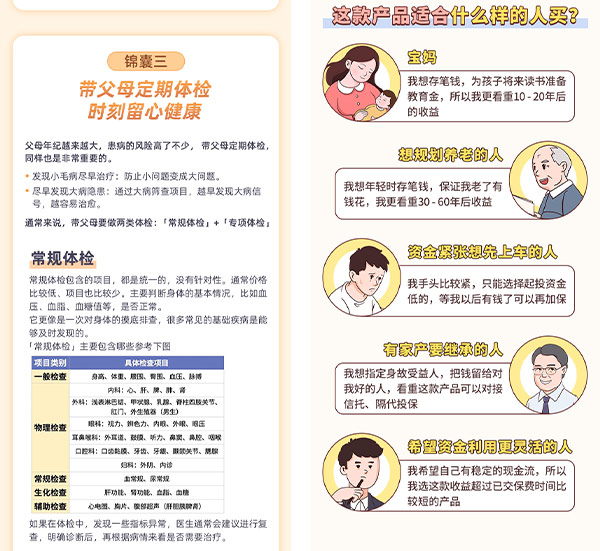 锦囊三
带父母定期体检
时刻留心健康
父母年纪越来越大，患病的风险高了不少，带父母定期体检，
同样也是非常重要的。
• 发现小毛病尽早治疗：防止小问题变成大问题。
• 尽早发现大病隐患：通过大病筛查项目，越早发现大病信
号，越容易治愈。
通常来说，带父母要做两类体检：「常规体检」+「专项体检」
常规体检
常规体检包含的项目，都是统一的，没有针对性。通常价格
比较低、项目也比较少。主要判断身体的基本情况，比如血
压、血脂、血糖值等，是否正常。
它更像是一次对身体的摸底排查，很多常见的基础疾病是能
够及时发现的。
「常规体检」主要包含哪些参考下图
项目类别 具体检查项目
一般检查 身高、体重、腰围、臀围、血压、脉搏
物理检查
内科：心、肝、脾、肺、肾
外科：浅表淋巴结、甲状腺、乳腺、脊柱四肢关节、
肛门、外生殖器（男生）
眼科：视力、辨色力、内眼、外眼、眼压
耳鼻喉科：外耳道、鼓膜、听力、鼻窦、鼻腔、咽喉
口腔科：口齿黏膜、牙齿、牙龈、颞颌关节、腮腺
妇科：外阴、内诊
常规检查 血常规、尿常规
生化检查 肝功能、肾功能、血脂、血糖
辅助检查 心电图、胸片、腹部超声（肝胆胰脾肾）
如果在体检中，发现一些指标异常，医生通常会建议进行复
查，明确诊断后，再根据病情来看是否需要治疗。
这款产品适合什么样的人买？
宝妈
我想存笔钱，为孩子将来读书准备
教育金，所以我更看重10 - 20年后
的收益
想规划养老的人
我想年轻时存笔钱，保证我老了有
钱花，我更看重30 - 60年后收益
资金紧张想先上车的人
我手头比较紧，只能选择起投资金
低的，等我以后有钱了可以再加保
有家产要继承的人
我想指定身故受益人，把钱留给对
我好的人，看重这款产品可以对接
信托、隔代投保
希望资金利用更灵活的人
我希望自己有稳定的现金流，所以
我选这款收益超过已交保费时间比
较短的产品